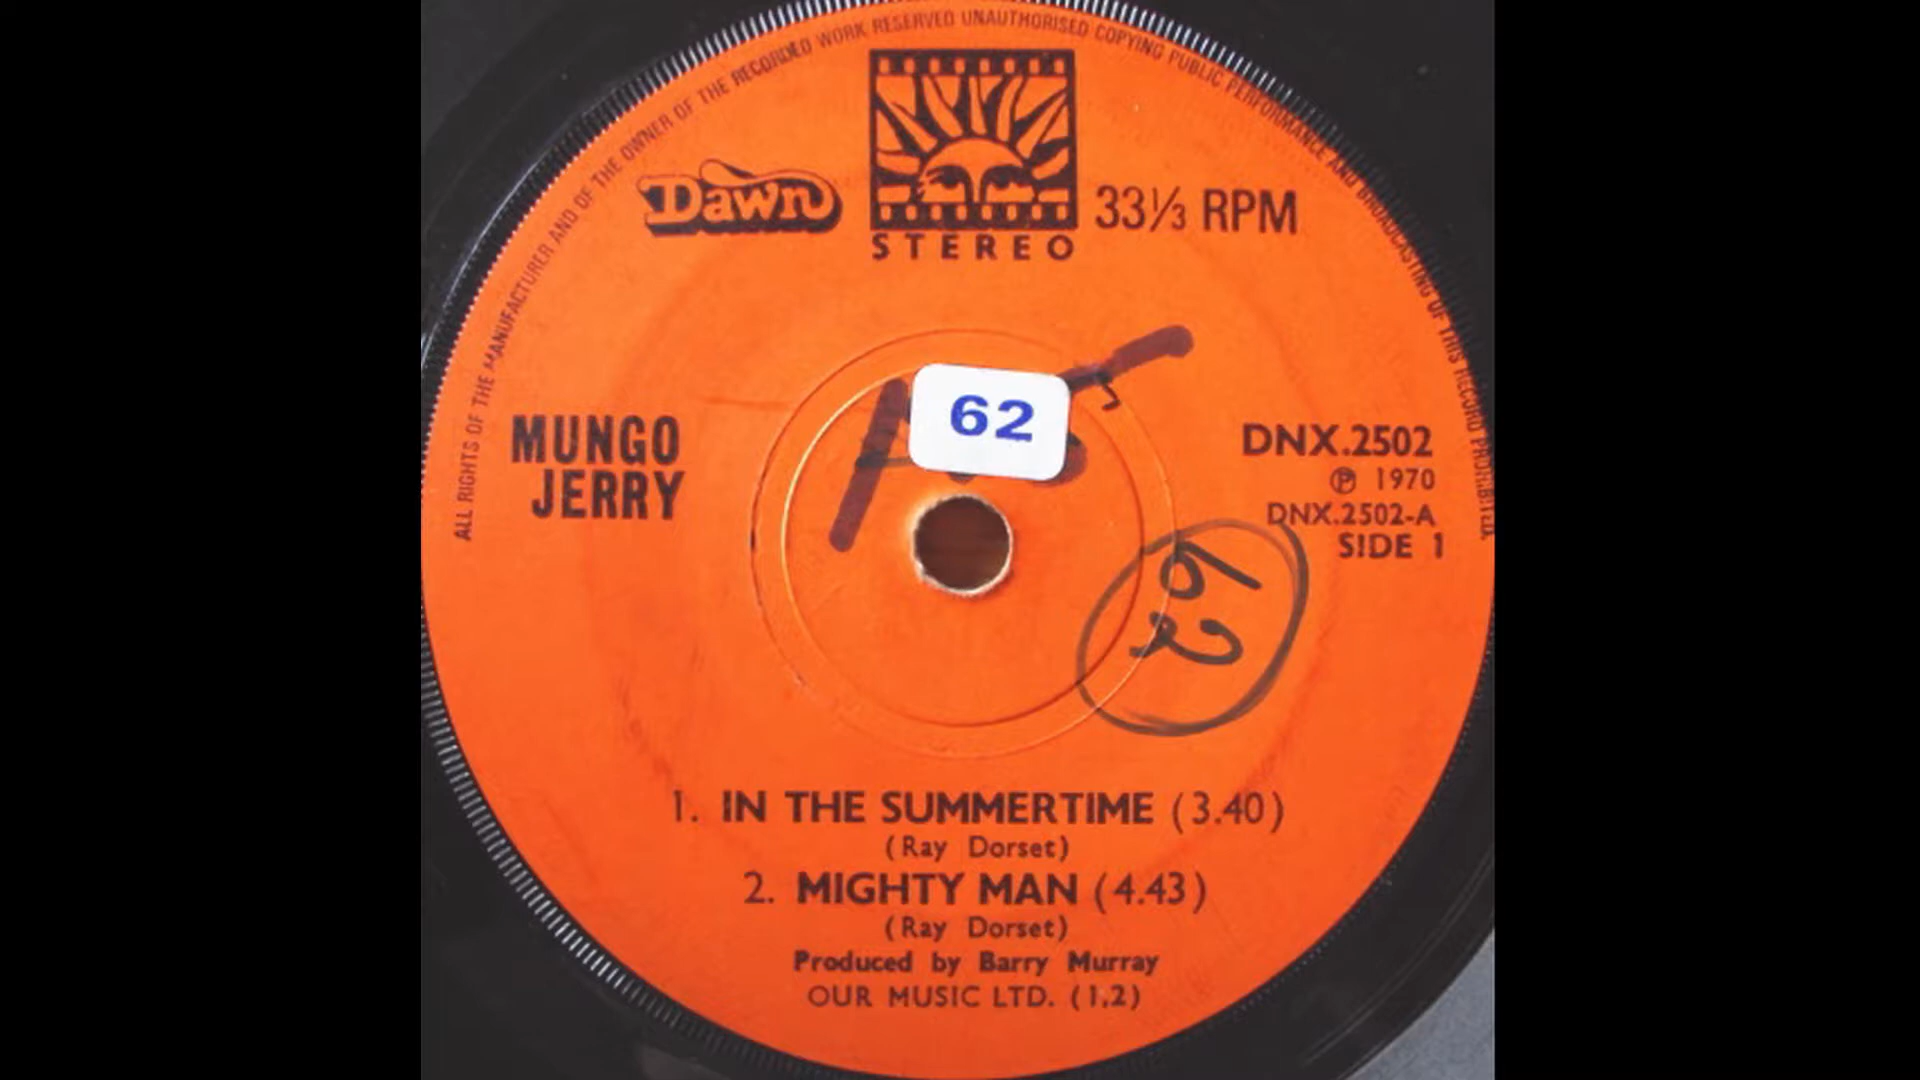 ALL RIGHTS OF THE MANUFACTURER AND OF THE OWNER OF THE RECORDED WORK RESERVED UNAUTHORISED COPYING PUBLIC PERFORMANCE AND BROADCASTING OF THIS RECORD PROHIBITED.
Dawn
STEREO
33⅓ RPM
62
MUNGO
JERRY
DNX.2502
℗ 1970
DNX.2502-A
SIDE 1
62
1. IN THE SUMMERTIME (3.40)
(Ray Dorset)
2. MIGHTY MAN (4.43)
(Ray Dorset)
Produced by Barry Murray
OUR MUSIC LTD. (1,2)